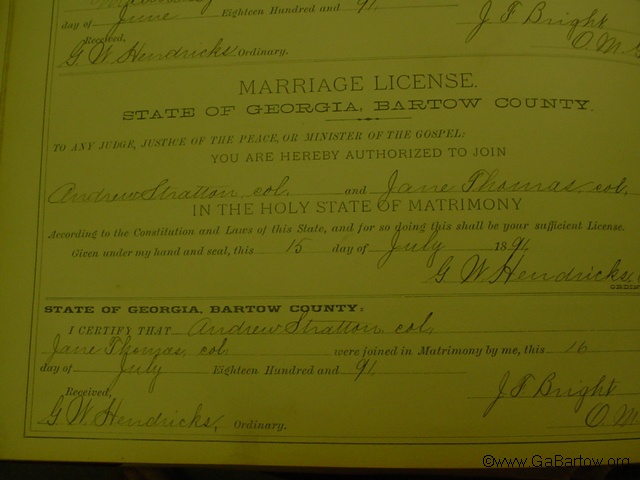 day of June Eighteen Hundred and 91
J F Bright
Received,
O.M.
G W Hendricks Ordinary.
MARRIAGE LICENSE.
STATE OF GEORGIA, BARTOW COUNTY.
TO ANY JUDGE, JUSTICE OF THE PEACE, OR MINISTER OF THE GOSPEL:
YOU ARE HEREBY AUTHORIZED TO JOIN
Andrew Stratton, col. and Jane Thomas, col,
IN THE HOLY STATE OF MATRIMONY
According to the Constitution and Laws of this State, and for so doing this shall be your sufficient License.
Given under my hand and seal, this 15 day of July 1891
G W Hendricks,
ORDIN
STATE OF GEORGIA, BARTOW COUNTY:
I CERTIFY THAT Andrew Stratton, col,
Jane Thomas, col were joined in Matrimony by me, this 16
day of July Eighteen Hundred and 91
Received,
J F Bright
G W Hendricks, Ordinary.
O.M
©www.GaBartow.org